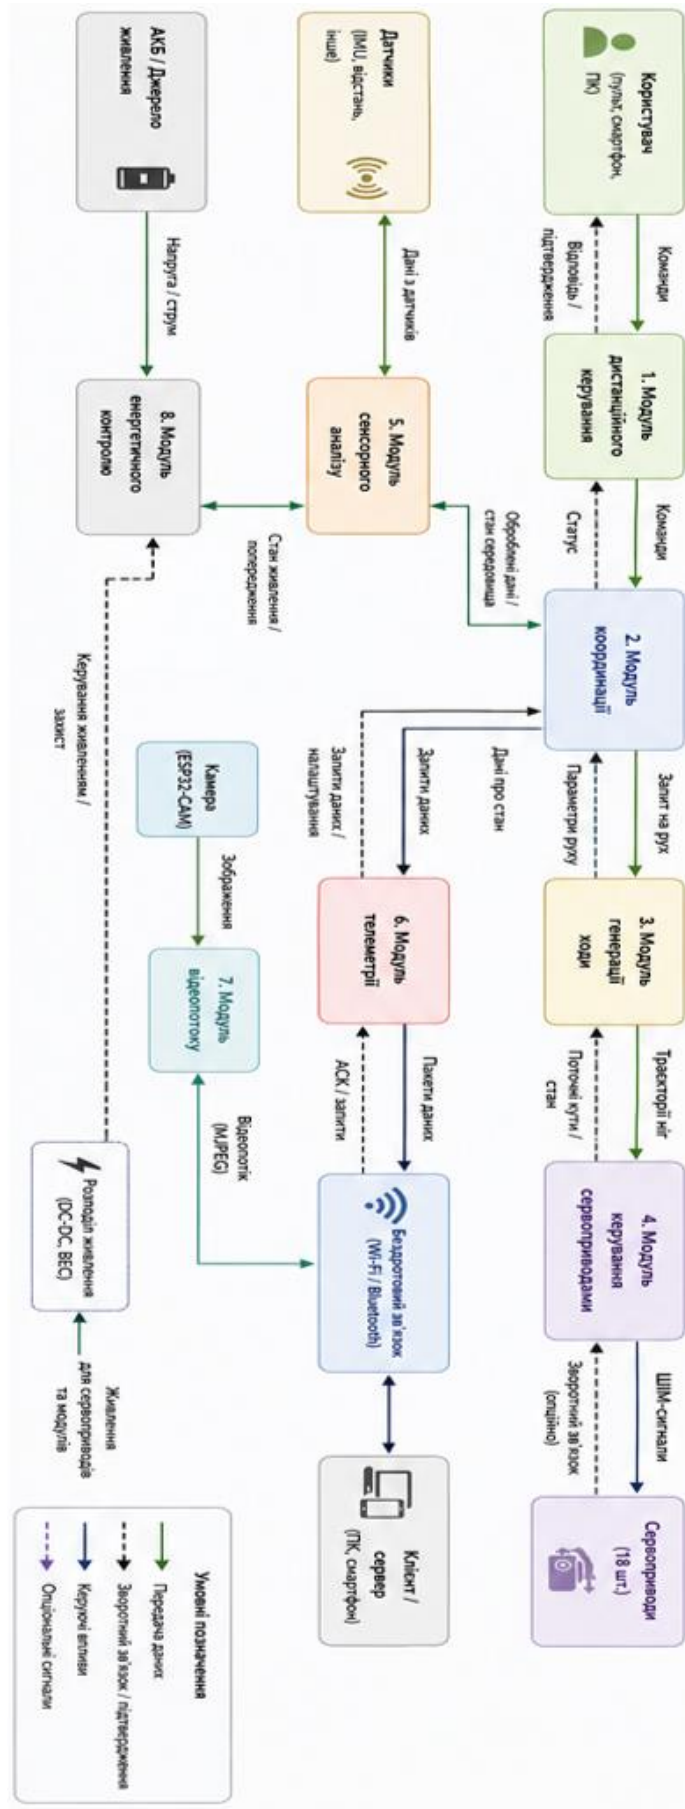 Користувач
(пульт, смартфон,
ПК)
Команди
Відповідь /
підтвердження
1. Модуль
дистанційного
керування
Команди
Статус
2. Модуль
координації
Запит на рух
Параметри руху
3. Модуль
генерації
ходи
Траєкторії ніг
Поточні кути /
стан
4. Модуль
керування
сервоприводами
ШІМ-сигнали
Зворотний зв'язок
(опційно)
Сервоприводи
(18 шт.)
Датчики
(IMU, відстань,
інше)
Дані з датчиків
5. Модуль
сенсорного
аналізу
Оброблені дані /
стан середовища
Дані про стан
Запити даних
Запити даних /
налаштування
6. Модуль
телеметрії
Пакети даних
ACK / запити
Бездротовий зв'язок
(Wi-Fi / Bluetooth)
Клієнт /
сервер
(ПК, смартфон)
АКБ / Джерело
живлення
Напруга / струм
8. Модуль
енергетичного
контролю
Стан живлення /
попередження
Керування живленням /
захист
Камера
(ESP32-CAM)
Зображення
7. Модуль
відеопотоку
Відеопотік
(MJPEG)
Розподіл живлення
(DC-DC, BEC)
Живлення
для сервоприводів
та модулів
Умовні позначення
Передача даних
Зворотний зв'язок / підтвердження
Керуючі впливи
Опціональні сигнали